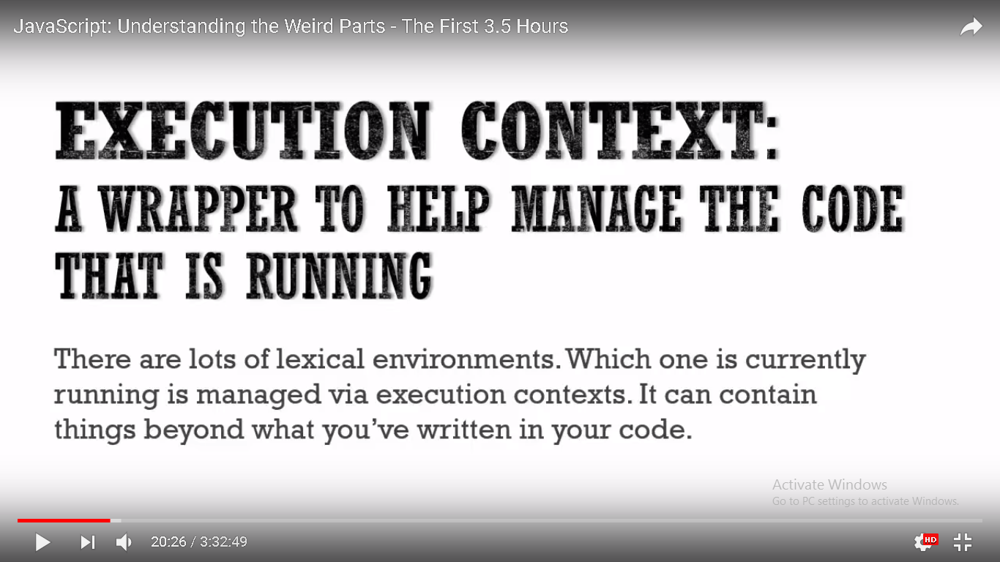 JavaScript: Understanding the Weird Parts - The First 3.5 Hours
EXECUTION CONTEXT:
A WRAPPER TO HELP MANAGE THE CODE
THAT IS RUNNING
There are lots of lexical environments. Which one is currently
running is managed via execution contexts. It can contain
things beyond what you’ve written in your code.
Activate Windows
Go to PC settings to activate Windows.
20:26 / 3:32:49
HD